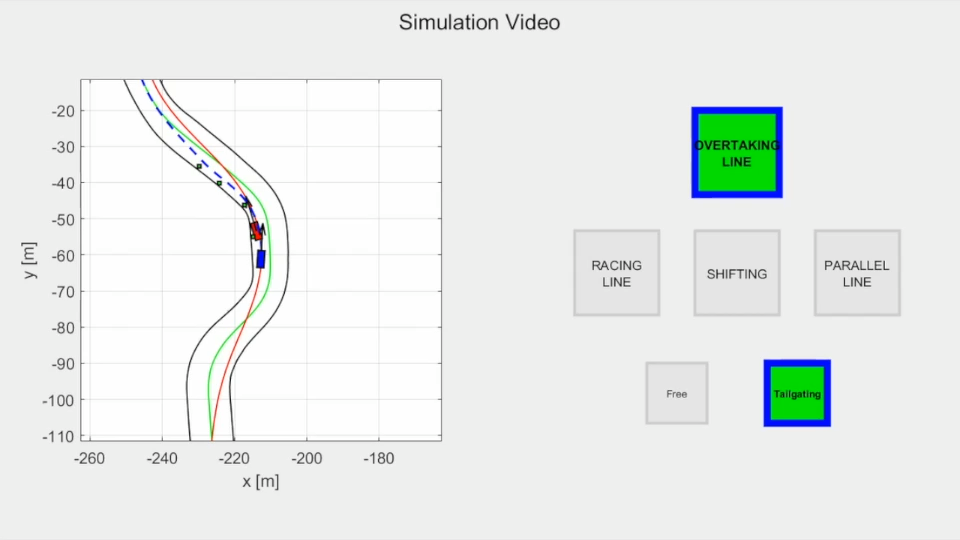 Simulation Video
-20
-30
-40
-50
-60
-70
-80
-90
-100
-110
y [m]
-260 -240 -220 -200 -180
x [m]
OVERTAKING
LINE
RACING
LINE
SHIFTING
PARALLEL
LINE
Free
Tailgating